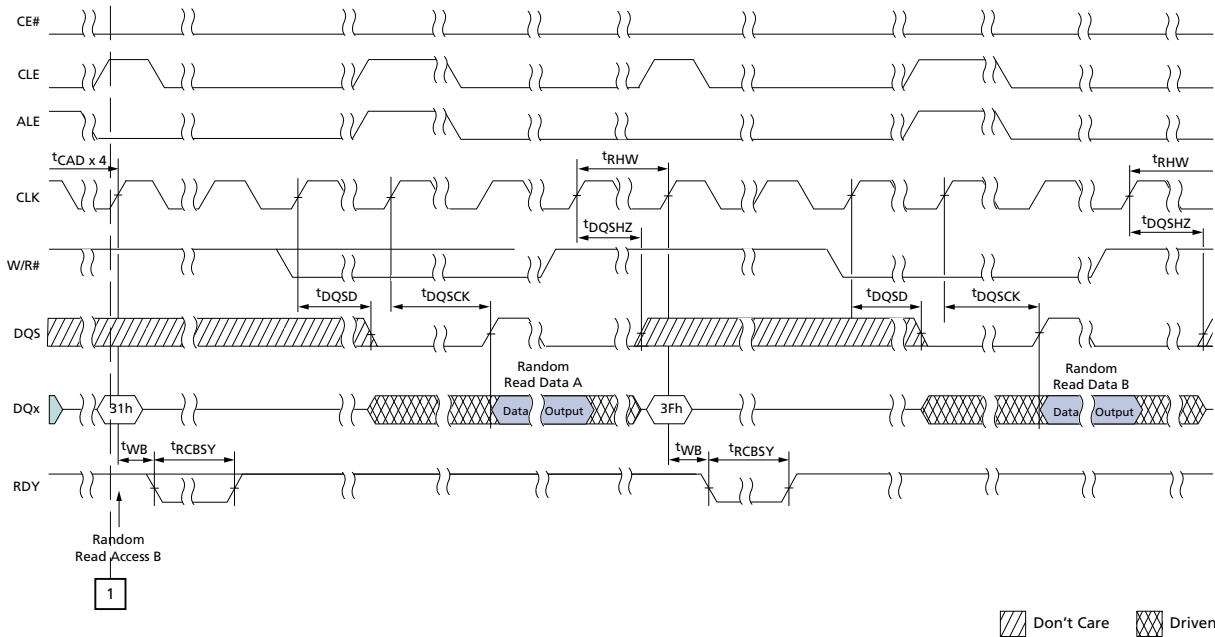 CE#
CLE
ALE
tCAD x 4
tRHW
tRHW
CLK
tDQSHZ
tDQSHZ
W/R#
tDQSD
tDQSCK
tDQSD
tDQSCK
DQS
Random
Read Data A
Random
Read Data B
DQx
31h
Data Output
3Fh
Data Output
tWB
tRCBSY
tWB
tRCBSY
RDY
Random
Read Access B
1
Don't Care
Driven